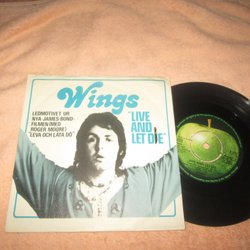 Wings
LEDMOTIVET UR
NYA JAMES BOND-
FILMEN (MED
ROGER MOORE)
"LEVA OCH LÅTA DÖ"
"LIVE
AND
LET DIE"